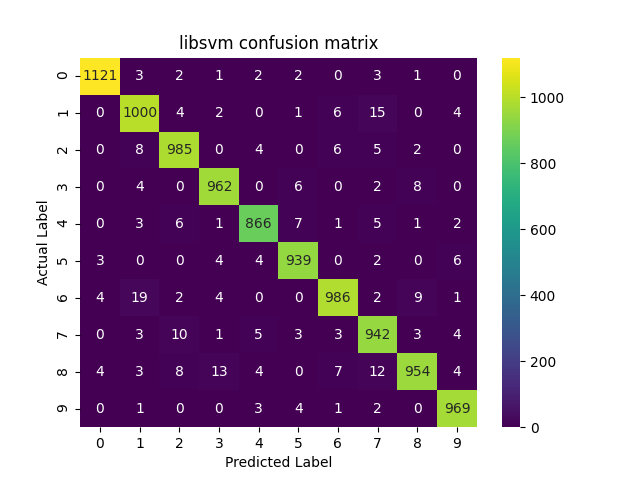 libsvm confusion matrix
0 1121 3 2 1 2 2 0 3 1 0
1 0 1000 4 2 0 1 6 15 0 4
2 0 8 985 0 4 0 6 5 2 0
3 0 4 0 962 0 6 0 2 8 0
4 0 3 6 1 866 7 1 5 1 2
5 3 0 0 4 4 939 0 2 0 6
6 4 19 2 4 0 0 986 2 9 1
7 0 3 10 1 5 3 3 942 3 4
8 4 3 8 13 4 0 7 12 954 4
9 0 1 0 0 3 4 1 2 0 969
0 1 2 3 4 5 6 7 8 9
Predicted Label
Actual Label
1000
800
600
400
200
0